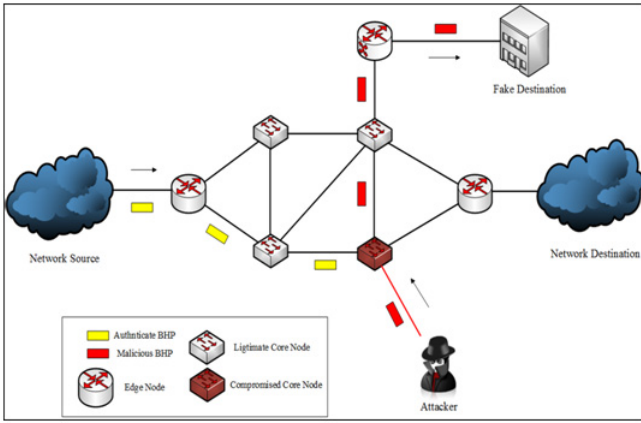 Fake Destination
Network Source
Network Destination
Authnticate BHP
Malicious BHP
Ligtimate Core Node
Edge Node
Compromised Core Node
Attacker